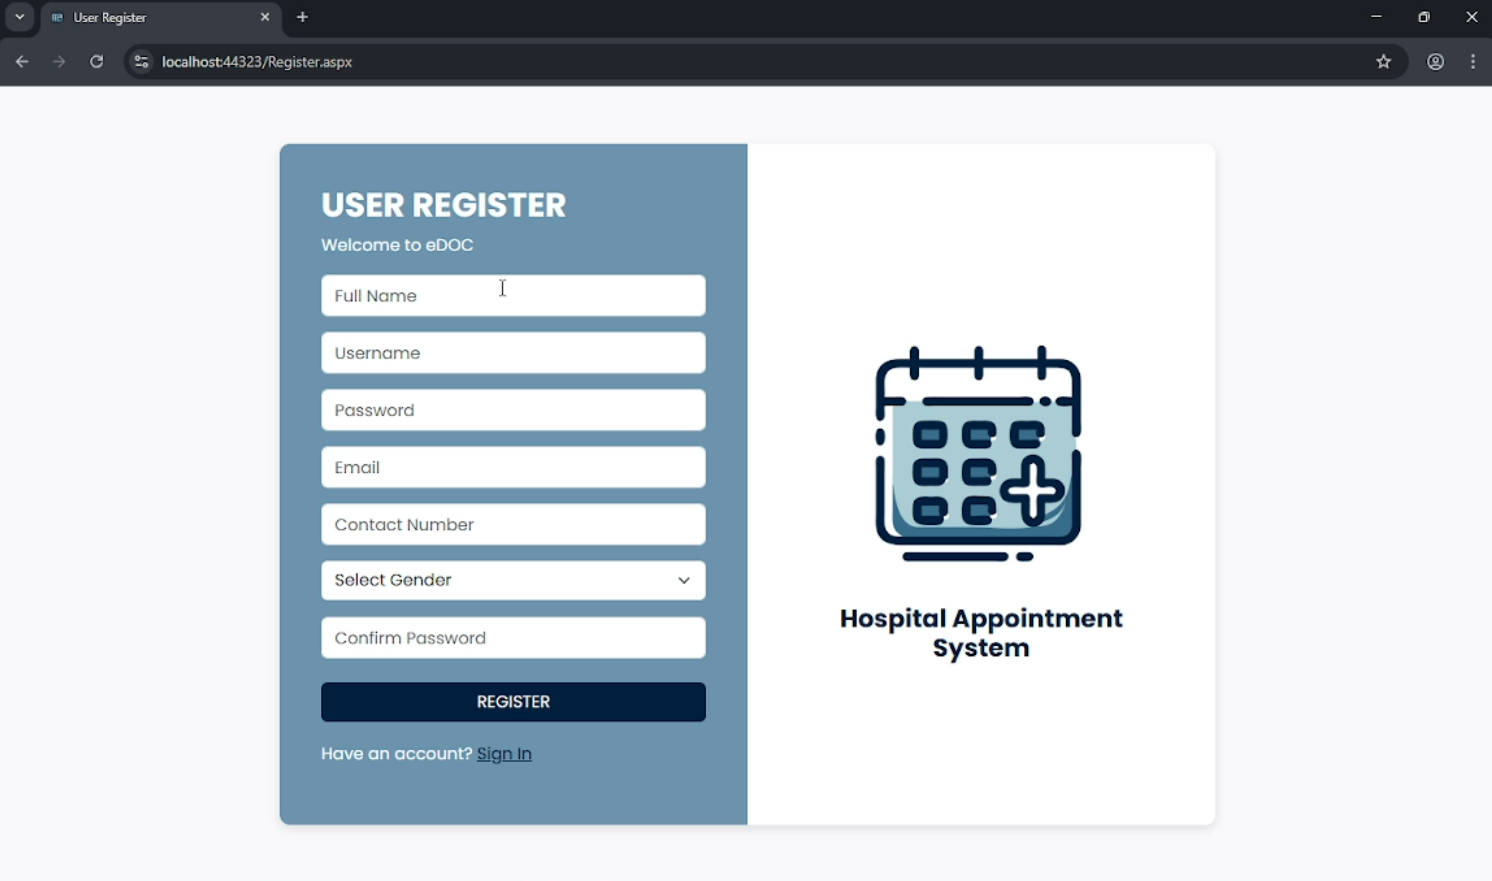 User Register
localhost:44323/Register.aspx
USER REGISTER
Welcome to eDOC
Full Name
Username
Password
Email
Contact Number
Select Gender
Confirm Password
REGISTER
Have an account? Sign In
Hospital Appointment
System